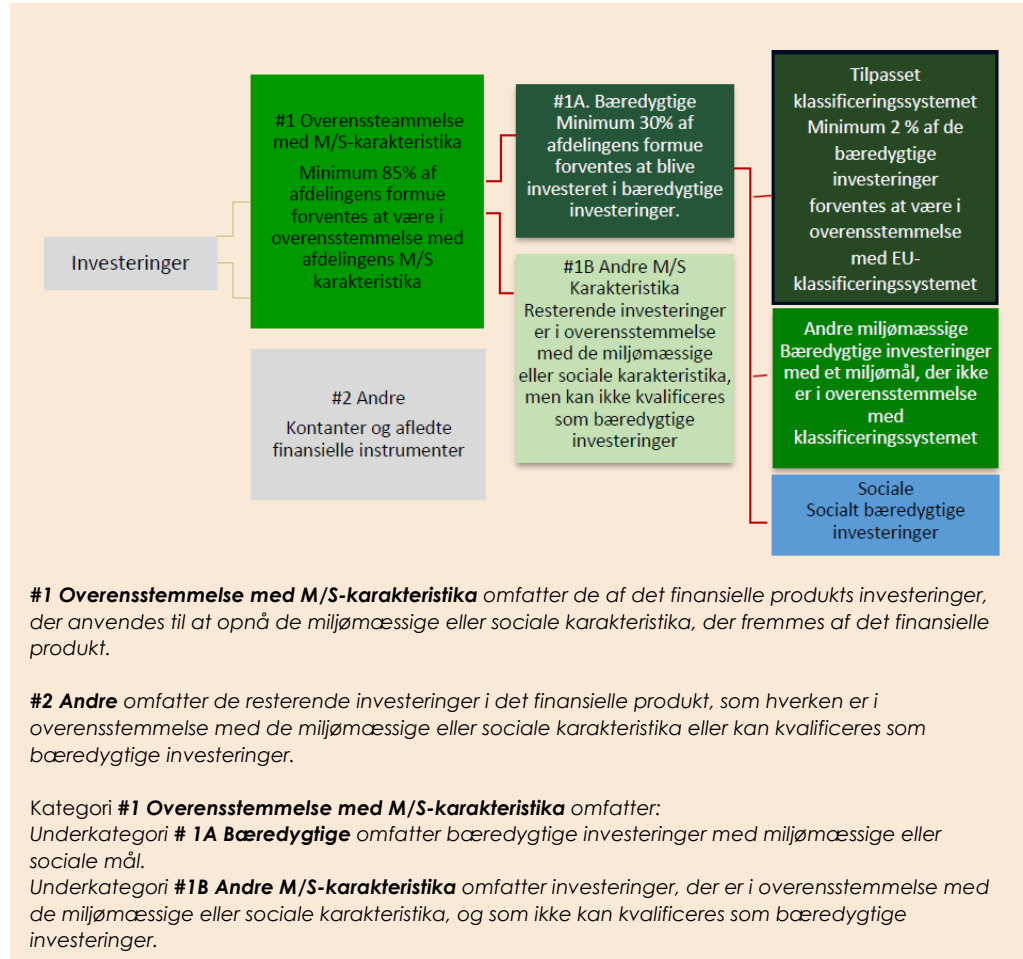 Investeringer
#1 Overenssteammelse
med M/S-karakteristika
Minimum 85% af
afdelingens formue
forventes at være i
overensstemmelse med
afdelingens M/S
karakteristika
#2 Andre
Kontanter og afledte
finansielle instrumenter
#1A. Bæredygtige
Minimum 30% af
afdelingens formue
forventes at blive
investeret i bæredygtige
investeringer.
#1B Andre M/S
Karakteristika
Resterende investeringer
er i overensstemmelse
med de miljømæssige
eller sociale karakteristika,
men kan ikke kvalificeres
som bæredygtige
investeringer
Tilpasset
klassificeringssystemet
Minimum 2 % af de
bæredygtige
investeringer
forventes at være i
overensstemmelse
med EU-
klassificeringssystemet
Andre miljømæssige
Bæredygtige investeringer
med et miljømål, der ikke
er i overensstemmelse
med
klassificeringssystemet
Sociale
Socialt bæredygtige
investeringer
#1 Overensstemmelse med M/S-karakteristika omfatter de af det finansielle produkts investeringer,
der anvendes til at opnå de miljømæssige eller sociale karakteristika, der fremmes af det finansielle
produkt.
#2 Andre omfatter de resterende investeringer i det finansielle produkt, som hverken er i
overensstemmelse med de miljømæssige eller sociale karakteristika eller kan kvalificeres som
bæredygtige investeringer.
Kategori #1 Overensstemmelse med M/S-karakteristika omfatter:
Underkategori # 1A Bæredygtige omfatter bæredygtige investeringer med miljømæssige eller
sociale mål.
Underkategori #1B Andre M/S-karakteristika omfatter investeringer, der er i overensstemmelse med
de miljømæssige eller sociale karakteristika, og som ikke kan kvalificeres som bæredygtige
investeringer.